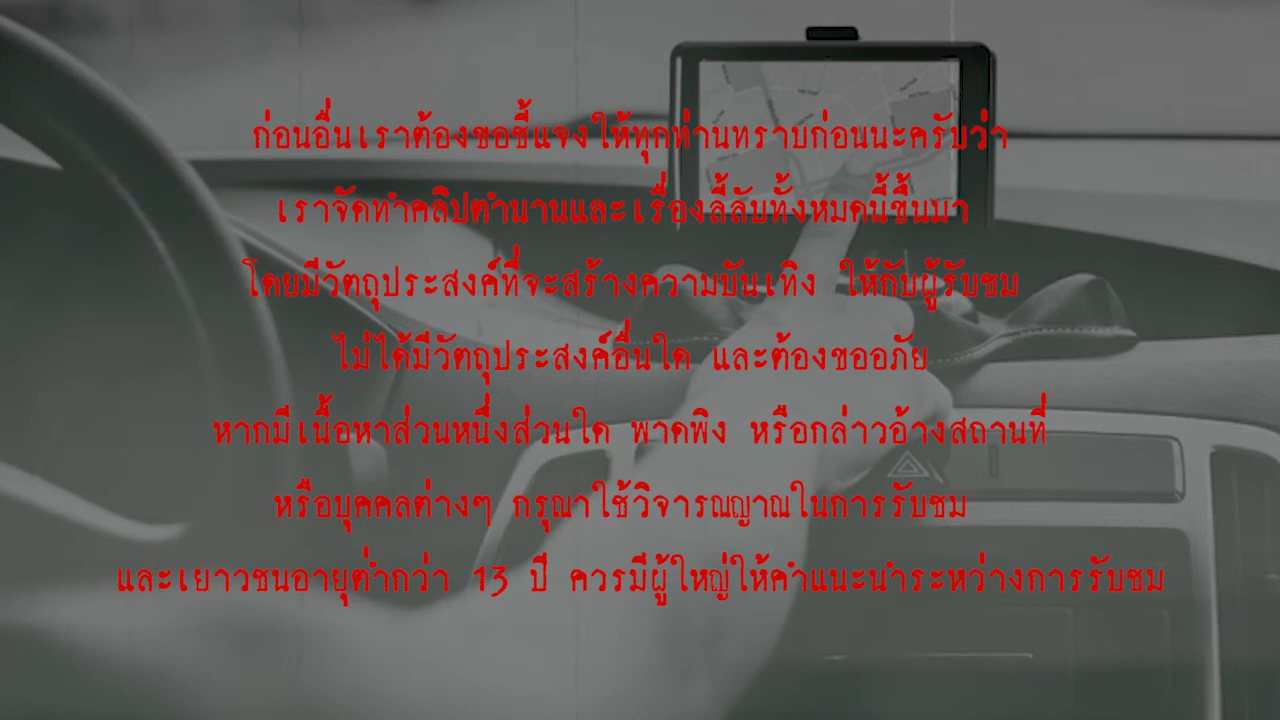 ก่อนอื่นเราต้องขอชี้แจงให้ทุกท่านทราบก่อนนะครับว่า
เราจัดทำคลิปตำนานและเรื่องลี้ลับทั้งหมดนี้ขึ้นมา
โดยมีวัตถุประสงค์ที่จะสร้างความบันเทิง ให้กับผู้รับชม
ไม่ได้มีวัตถุประสงค์อื่นใด และต้องขออภัย
หากมีเนื้อหาส่วนหนึ่งส่วนใด พาดพิง หรือกล่าวอ้างสถานที่
หรือบุคคลต่างๆ กรุณาใช้วิจารณญาณในการรับชม
และเยาวชนอายุต่ำกว่า 13 ปี ควรมีผู้ใหญ่ให้คำแนะนำระหว่างการรับชม